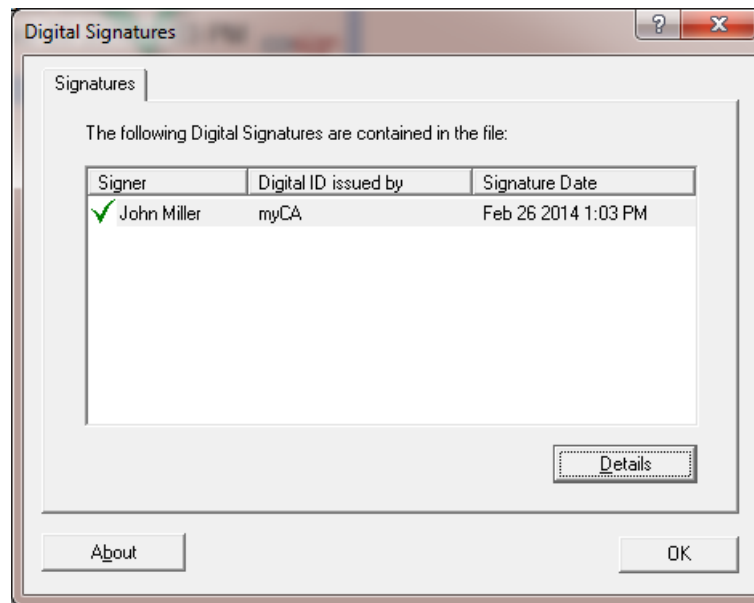 Digital Signatures
Signatures
The following Digital Signatures are contained in the file:
Signer Digital ID issued by Signature Date
John Miller myCA Feb 26 2014 1:03 PM
Details
About OK